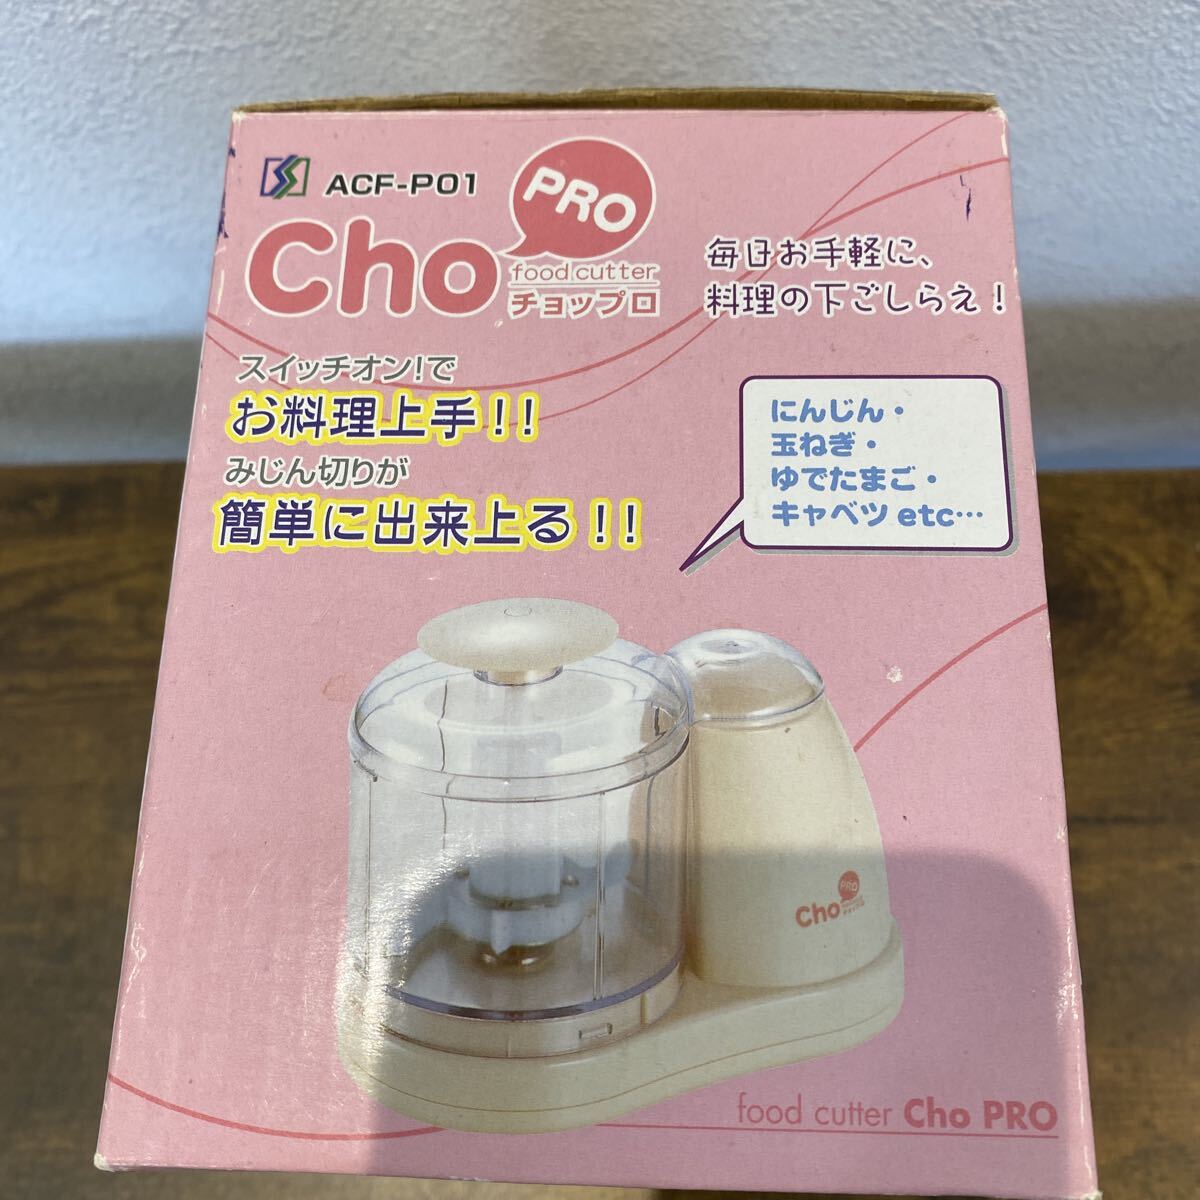 ACF-P01
Cho PRO
food cutter
チョップロ
毎日お手軽に、
料理の下ごしらえ！
スイッチオン!で
お料理上手!!
みじん切りが
簡単に出来上る!!
にんじん・
玉ねぎ・
ゆでたまご・
キャベツ etc…
PRO
Cho
food cutter Cho PRO